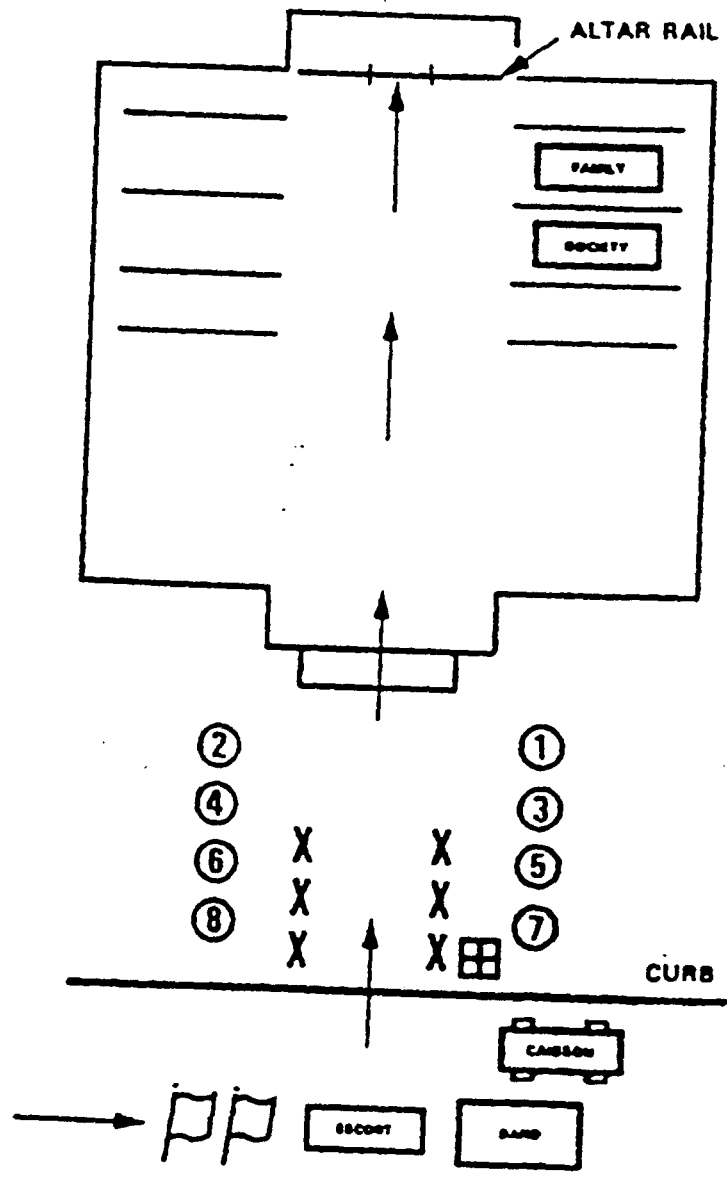 ALTAR RAIL
FAMILY
SOCIETY
2
1
4
3
6
5
8
7
X X
X X
X X
CURB
CAISSON
ESCORT
BAND